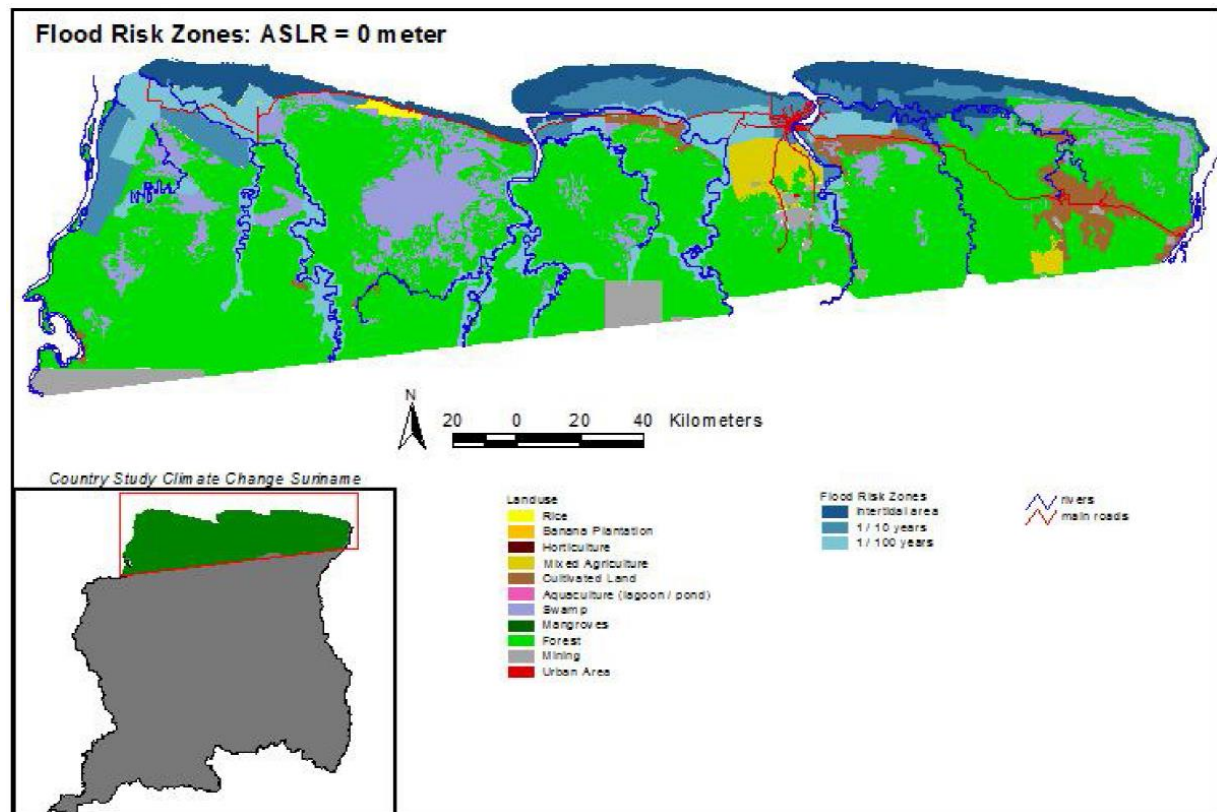 Flood Risk Zones: ASLR = 0 meter
N
20 0 20 40 Kilometers
Country Study Climate Change Suriname
Landuse
Rice
Banana Plantation
Horticulture
Mixed Agriculture
Cultivated Land
Aquaculture (lagoon / pond)
Swamp
Mangroves
Forest
Mining
Urban Area
Flood Risk Zones
Intertidal area
1 / 10 years
1 / 100 years
rivers
main roads